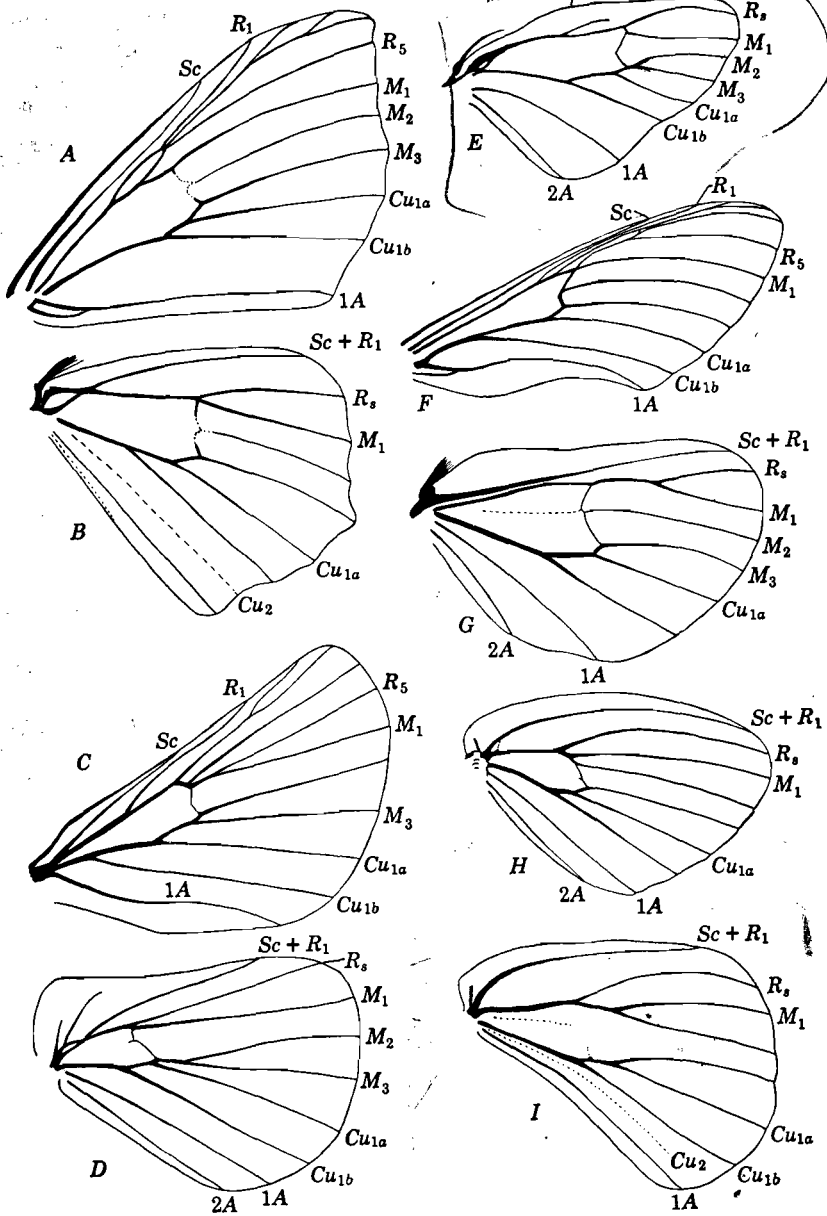 A
Sc
R1
R5
M1
M2
M3
Cu1a
Cu1b
1A
B
Sc + R1
Rs
M1
Cu1a
Cu2
C
Sc
R1
R5
M1
M3
Cu1a
Cu1b
1A
D
Sc + R1
Rs
M1
M2
M3
Cu1a
Cu1b
1A
2A
E
Rs
M1
M2
M3
Cu1a
Cu1b
1A
2A
F
Sc
R1
R5
M1
Cu1a
Cu1b
1A
G
Sc + R1
Rs
M1
M2
M3
Cu1a
1A
2A
H
Sc + R1
Rs
M1
Cu1a
1A
2A
I
Sc + R1
Rs
M1
Cu1a
Cu1b
Cu2
1A